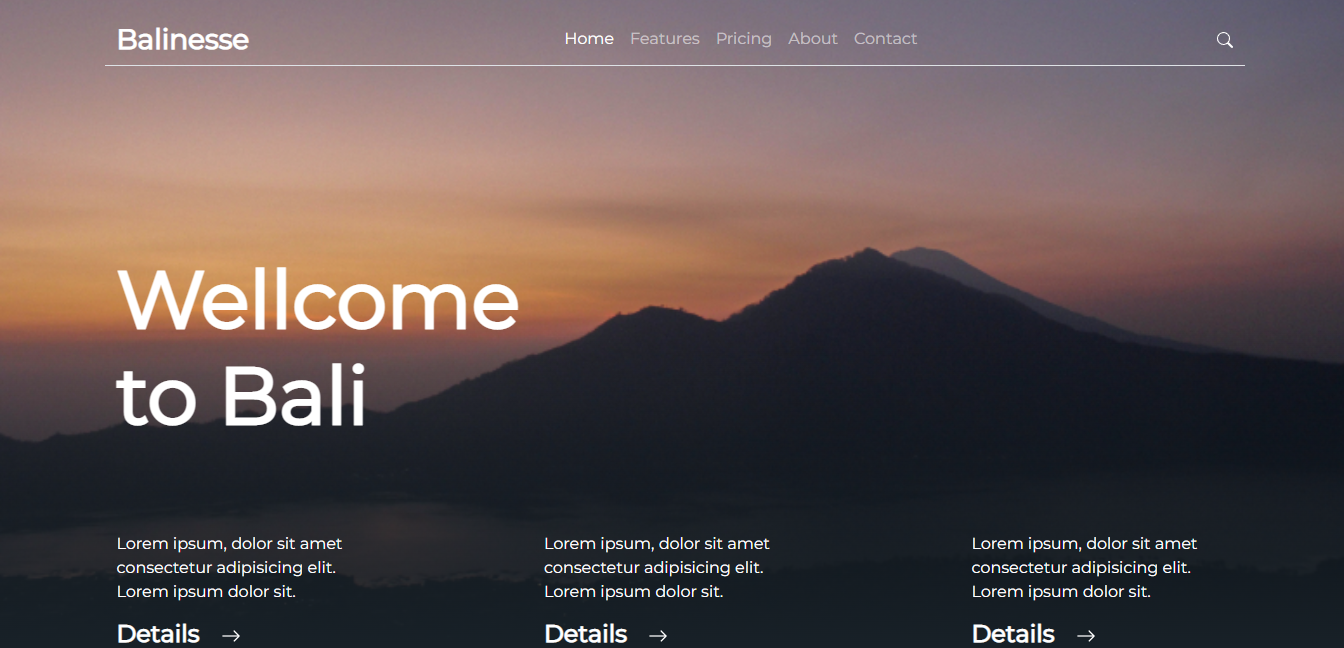 Balinesse
Home Features Pricing About Contact
Wellcome
to Bali
Lorem ipsum, dolor sit amet
consectetur adipisicing elit.
Lorem ipsum dolor sit.
Details
Lorem ipsum, dolor sit amet
consectetur adipisicing elit.
Lorem ipsum dolor sit.
Details
Lorem ipsum, dolor sit amet
consectetur adipisicing elit.
Lorem ipsum dolor sit.
Details